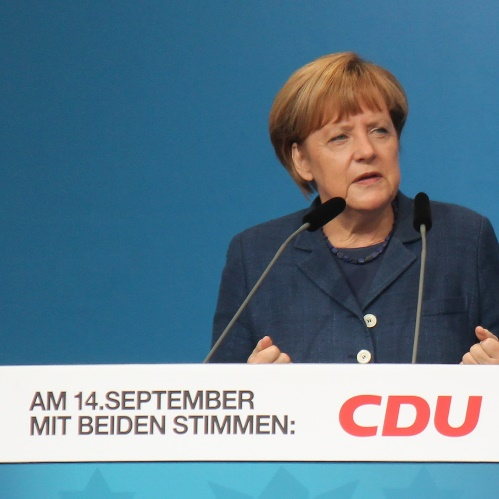 AM 14.SEPTEMBER
MIT BEIDEN STIMMEN:
CDU